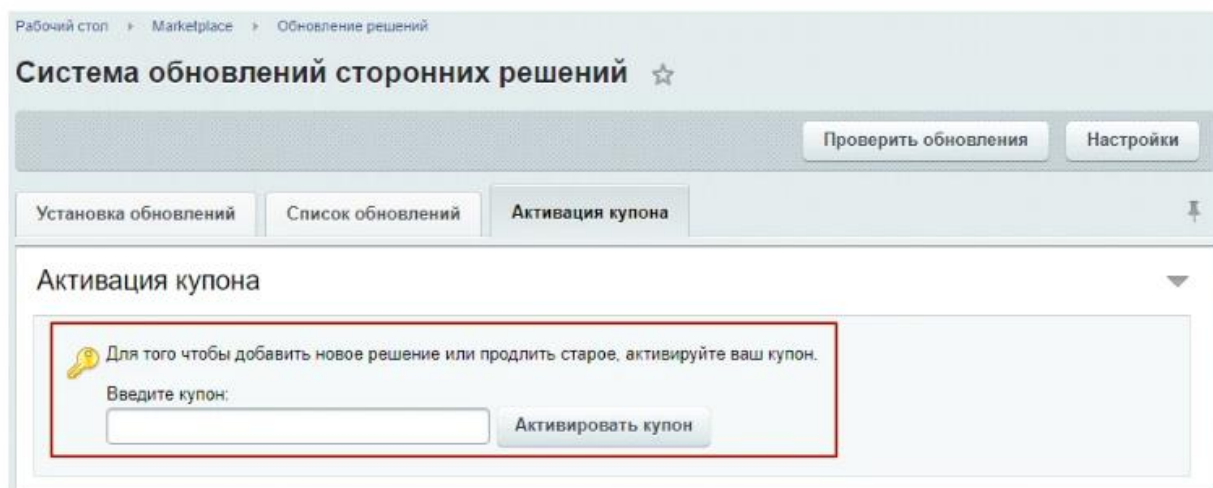 Рабочий стол Marketplace Обновление решений
Система обновлений сторонних решений
Проверить обновления Настройки
Установка обновлений Список обновлений Активация купона
Активация купона
Для того чтобы добавить новое решение или продлить старое, активируйте ваш купон.
Введите купон:
Активировать купон